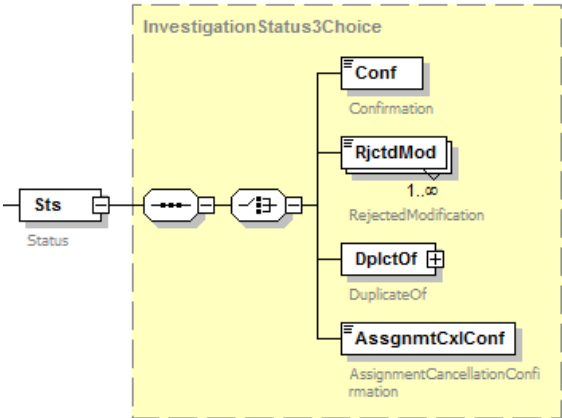 InvestigationStatus3Choice
Conf
Confirmation
RjctdMod
1..∞
RejectedModification
Sts
Status
DplctOf
DuplicateOf
AssgnmtCxlConf
AssignmentCancellationConfi
rmation